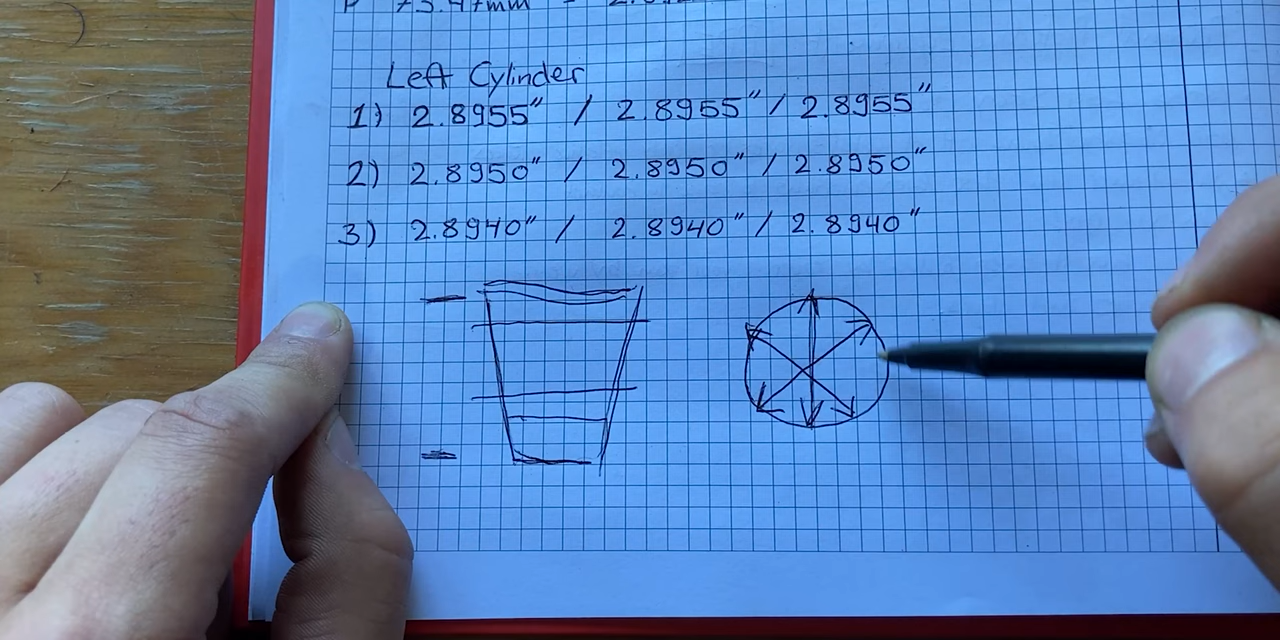 Left Cylinder
1) 2.8955" / 2.8955" / 2.8955"
2) 2.8950" / 2.8950" / 2.8950"
3) 2.8940" / 2.8940" / 2.8940"